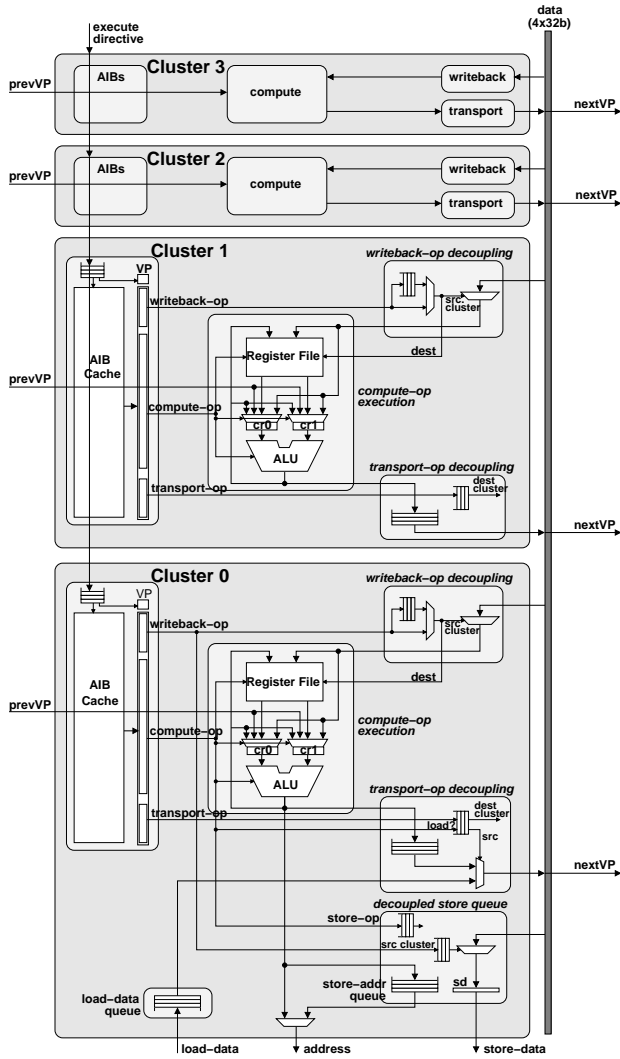 data
(4x32b)
execute
directive
Cluster 3
AIBs
prevVP
compute
writeback
transport
nextVP
Cluster 2
AIBs
prevVP
compute
writeback
transport
nextVP
Cluster 1
VP
writeback-op decoupling
writeback-op
src.
cluster
dest
AIB
Cache
Register File
prevVP
compute-op
compute-op
execution
cr0
cr1
ALU
transport-op decoupling
transport-op
dest
cluster
nextVP
Cluster 0
VP
writeback-op decoupling
writeback-op
src
cluster
dest
AIB
Cache
Register File
prevVP
compute-op
compute-op
execution
cr0
cr1
ALU
transport-op decoupling
transport-op
dest
cluster
load?
src
nextVP
decoupled store queue
store-op
src cluster
store-addr
queue
sd
load-data
queue
load-data
address
store-data